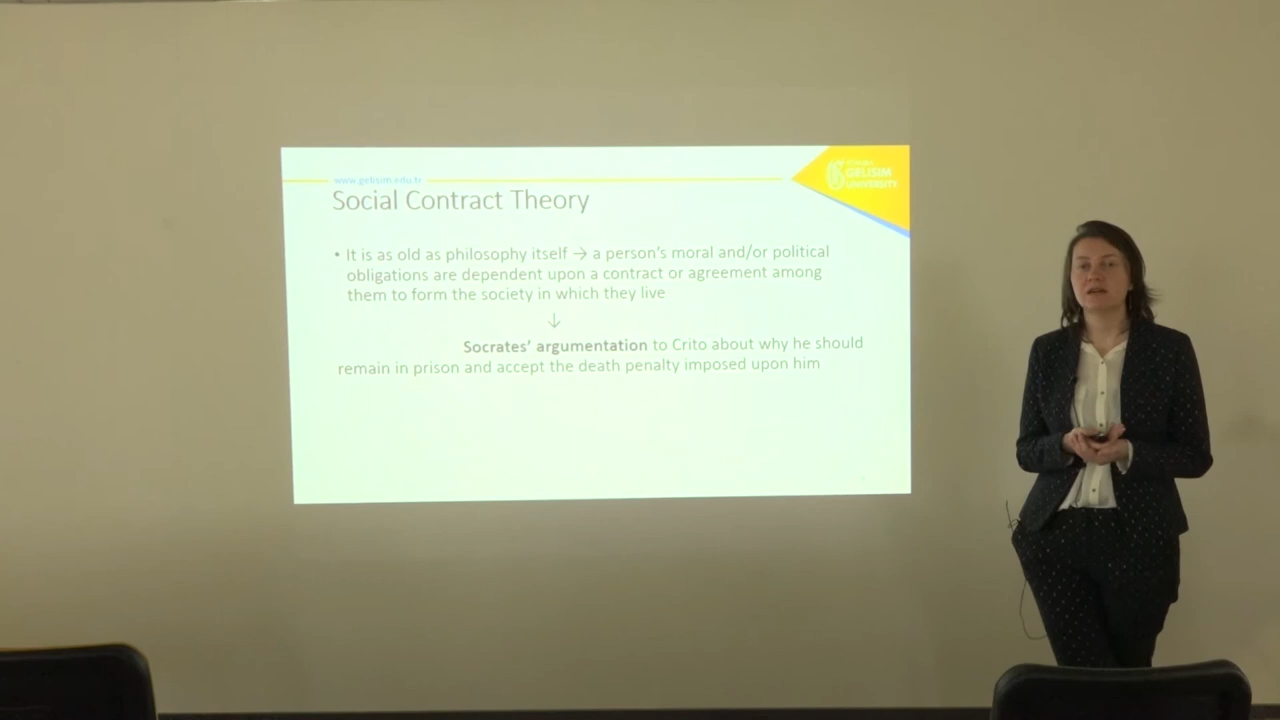 www.gelisim.edu.tr
GELISIM
UNIVERSITY
Social Contract Theory
• It is as old as philosophy itself → a person's moral and/or political
obligations are dependent upon a contract or agreement among
them to form the society in which they live
↓
Socrates' argumentation to Crito about why he should
remain in prison and accept the death penalty imposed upon him